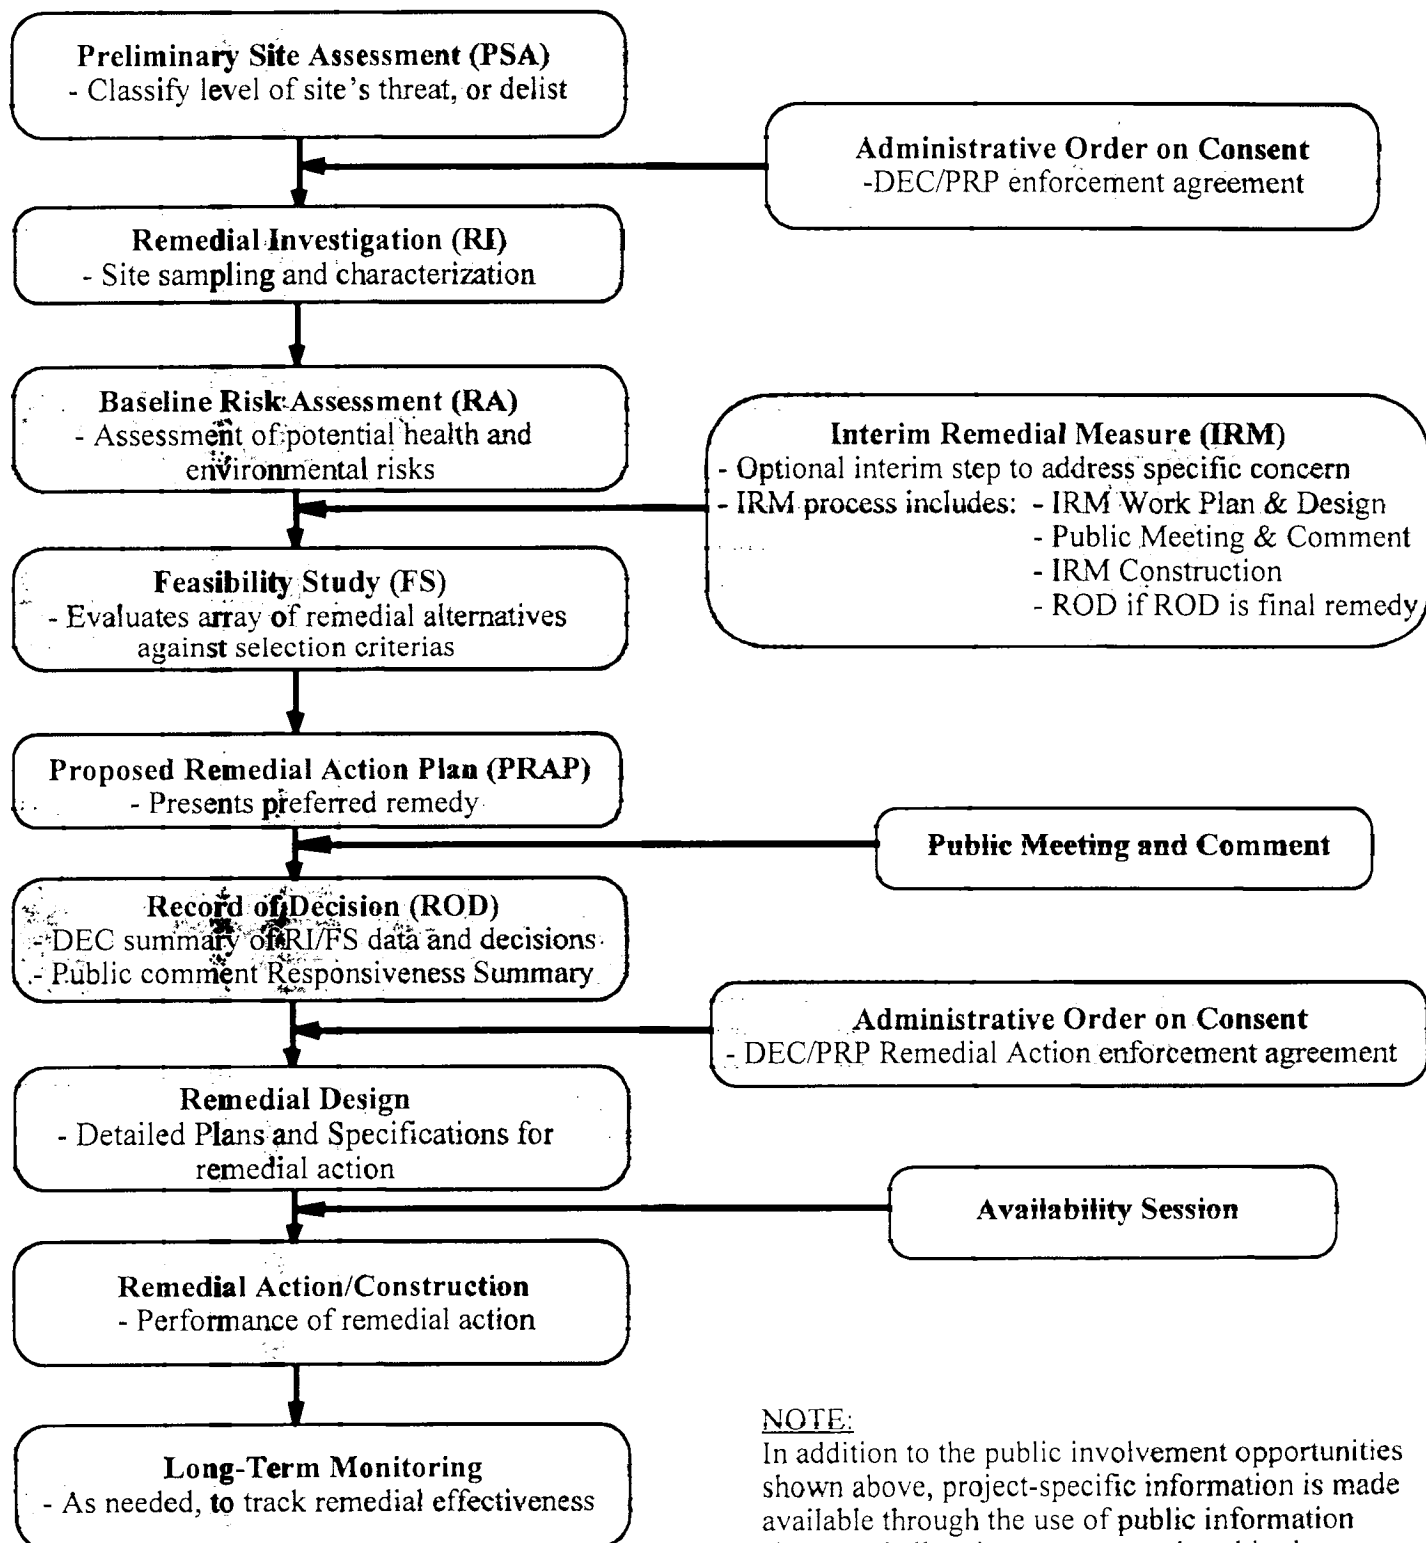 Preliminary Site Assessment (PSA)
- Classify level of site's threat, or delist
Administrative Order on Consent
-DEC/PRP enforcement agreement
Remedial Investigation (RI)
- Site sampling and characterization
Baseline Risk Assessment (RA)
- Assessment of potential health and
environmental risks
Interim Remedial Measure (IRM)
- Optional interim step to address specific concern
- IRM process includes: - IRM Work Plan & Design
- Public Meeting & Comment
- IRM Construction
- ROD if ROD is final remedy
Feasibility Study (FS)
- Evaluates array of remedial alternatives
against selection criterias
Proposed Remedial Action Plan (PRAP)
- Presents preferred remedy
Public Meeting and Comment
Record of Decision (ROD)
- DEC summary of RI/FS data and decisions
- Public comment Responsiveness Summary
Administrative Order on Consent
- DEC/PRP Remedial Action enforcement agreement
Remedial Design
- Detailed Plans and Specifications for
remedial action
Availability Session
Remedial Action/Construction
- Performance of remedial action
Long-Term Monitoring
- As needed, to track remedial effectiveness
NOTE:
In addition to the public involvement opportunities
shown above, project-specific information is made
available through the use of public information